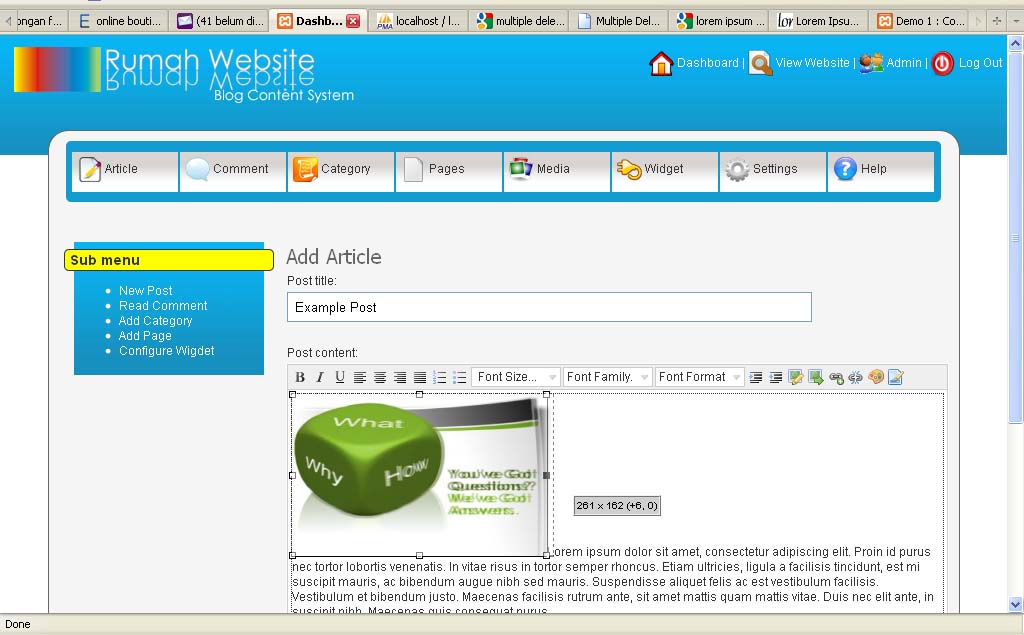 ongan f...
online bouti...
(41 belum di...
Dashb...
localhost / l...
multiple dele...
Multiple Del...
lorem ipsum ...
Lorem Ipsu...
Demo 1 : Co...
Rumah Website
Blog Content System
Dashboard | View Website | Admin | Log Out
Article
Comment
Category
Pages
Media
Widget
Settings
Help
Sub menu
New Post
Read Comment
Add Category
Add Page
Configure Wigdet
Add Article
Post title:
Example Post
Post content:
B I U Font Size... Font Family. Font Format
What
Why
How
You've Got
Questions??
We've Got
Answers.
261 x 162 (+6, 0)
orem ipsum dolor sit amet, consectetur adipiscing elit. Proin id purus
nec tortor lobortis venenatis. In vitae risus in tortor semper rhoncus. Etiam ultricies, ligula a facilisis tincidunt, est mi
suscipit mauris, ac bibendum augue nibh sed mauris. Suspendisse aliquet felis ac est vestibulum facilisis.
Vestibulum et bibendum justo. Maecenas facilisis rutrum ante, sit amet mattis quam mattis vitae. Duis nec elit ante, in
suscipit nibh. Maecenas quis consequat purus.
Done